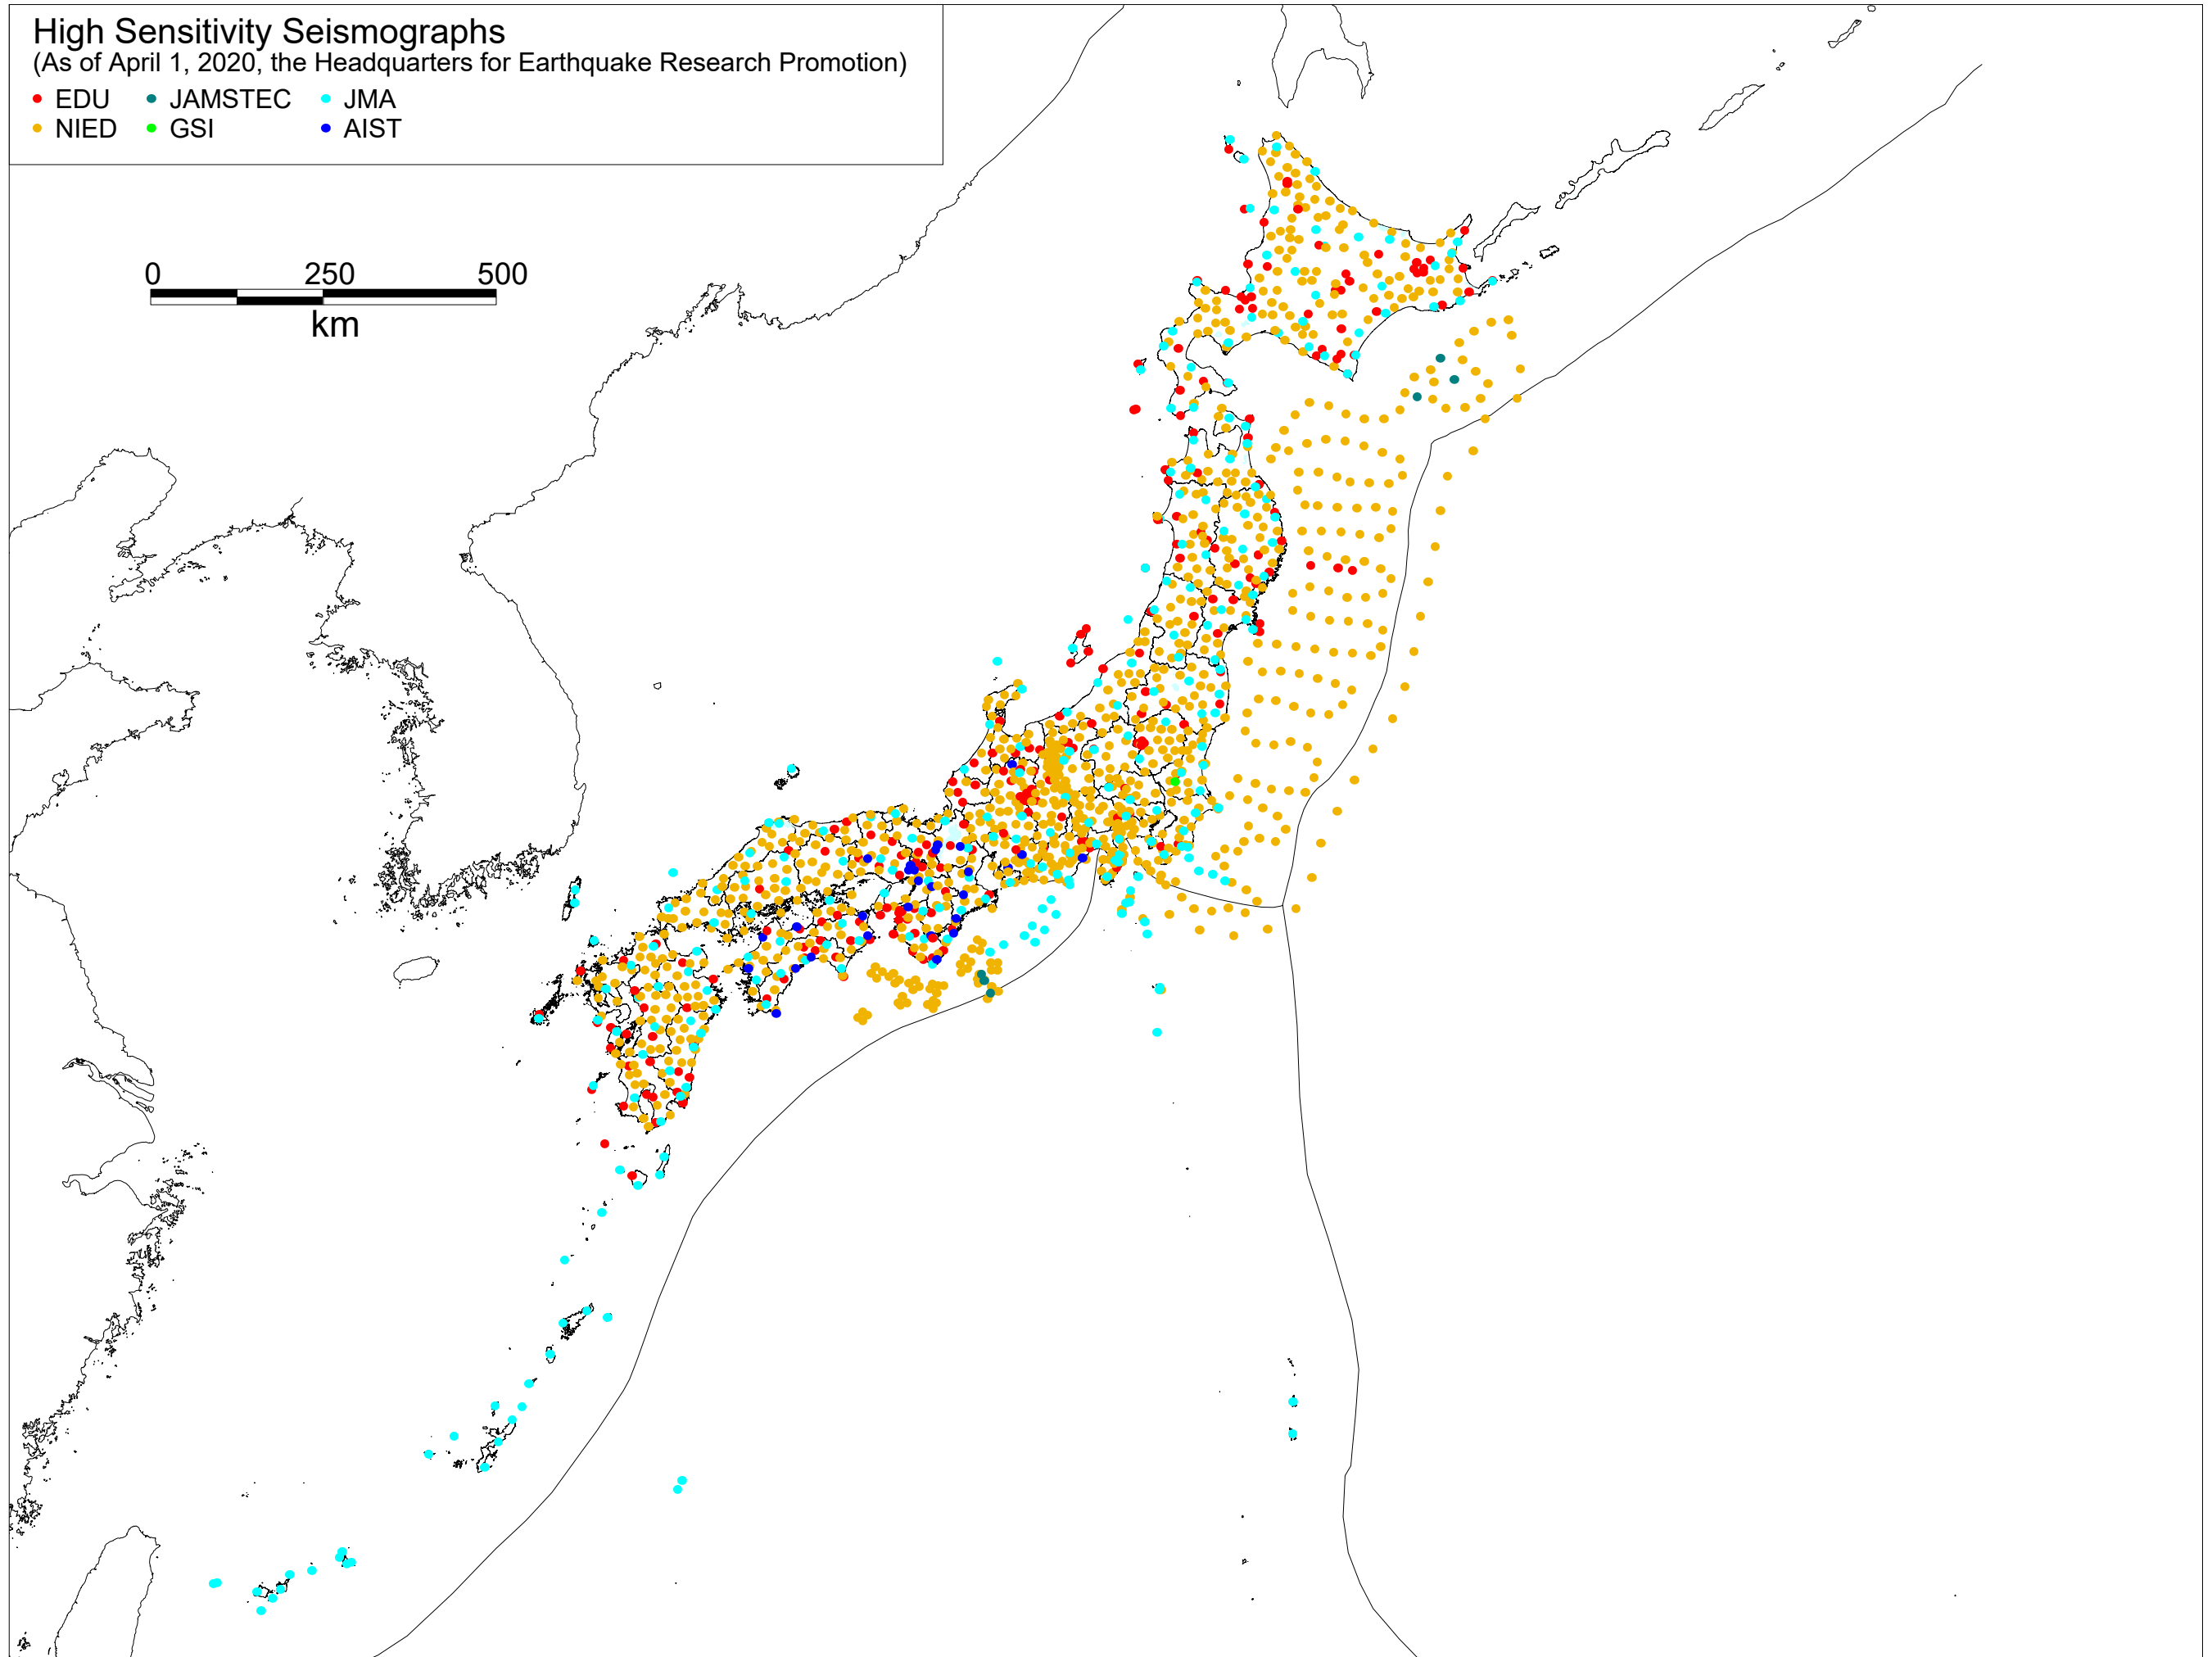 High Sensitivity Seismographs
(As of April 1, 2020, the Headquarters for Earthquake Research Promotion)
EDU JAMSTEC JMA
NIED GSI AIST
0 250 500
km